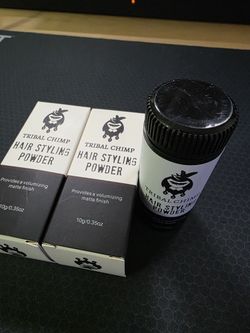 TRIBAL CHIMP
HAIR STYLING
POWDER
Provides a volumizing
matte finish
10g/0.35oz
TRIBAL CHIMP
HAIR STYLING
POWDER
Provides a volumizing
matte finish
10g/0.35oz
TRIBAL CHIMP
HAIR STYLING
POWDER